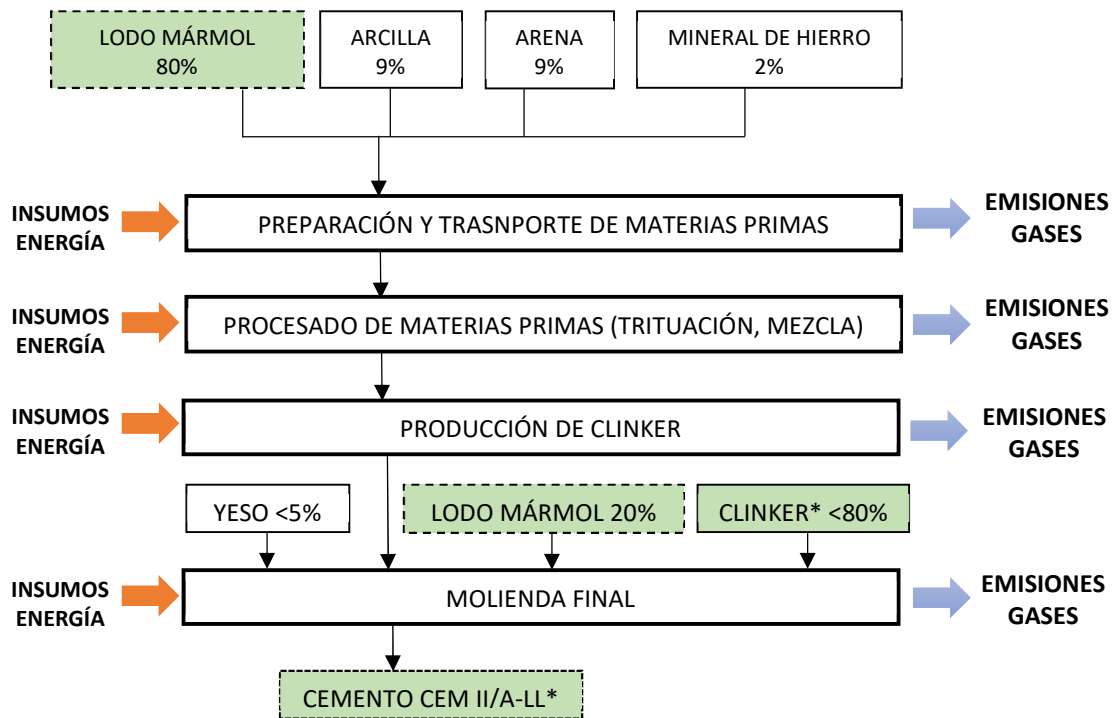 LODO MÁRMOL
80%
ARCILLA
9%
ARENA
9%
MINERAL DE HIERRO
2%
INSUMOS
ENERGÍA
PREPARACIÓN Y TRASNPORTE DE MATERIAS PRIMAS
EMISIONES
GASES
INSUMOS
ENERGÍA
PROCESADO DE MATERIAS PRIMAS (TRITUACIÓN, MEZCLA)
EMISIONES
GASES
INSUMOS
ENERGÍA
PRODUCCIÓN DE CLINKER
EMISIONES
GASES
YESO <5%
LODO MÁRMOL 20%
CLINKER* <80%
INSUMOS
ENERGÍA
MOLIENDA FINAL
EMISIONES
GASES
CEMENTO CEM II/A-LL*